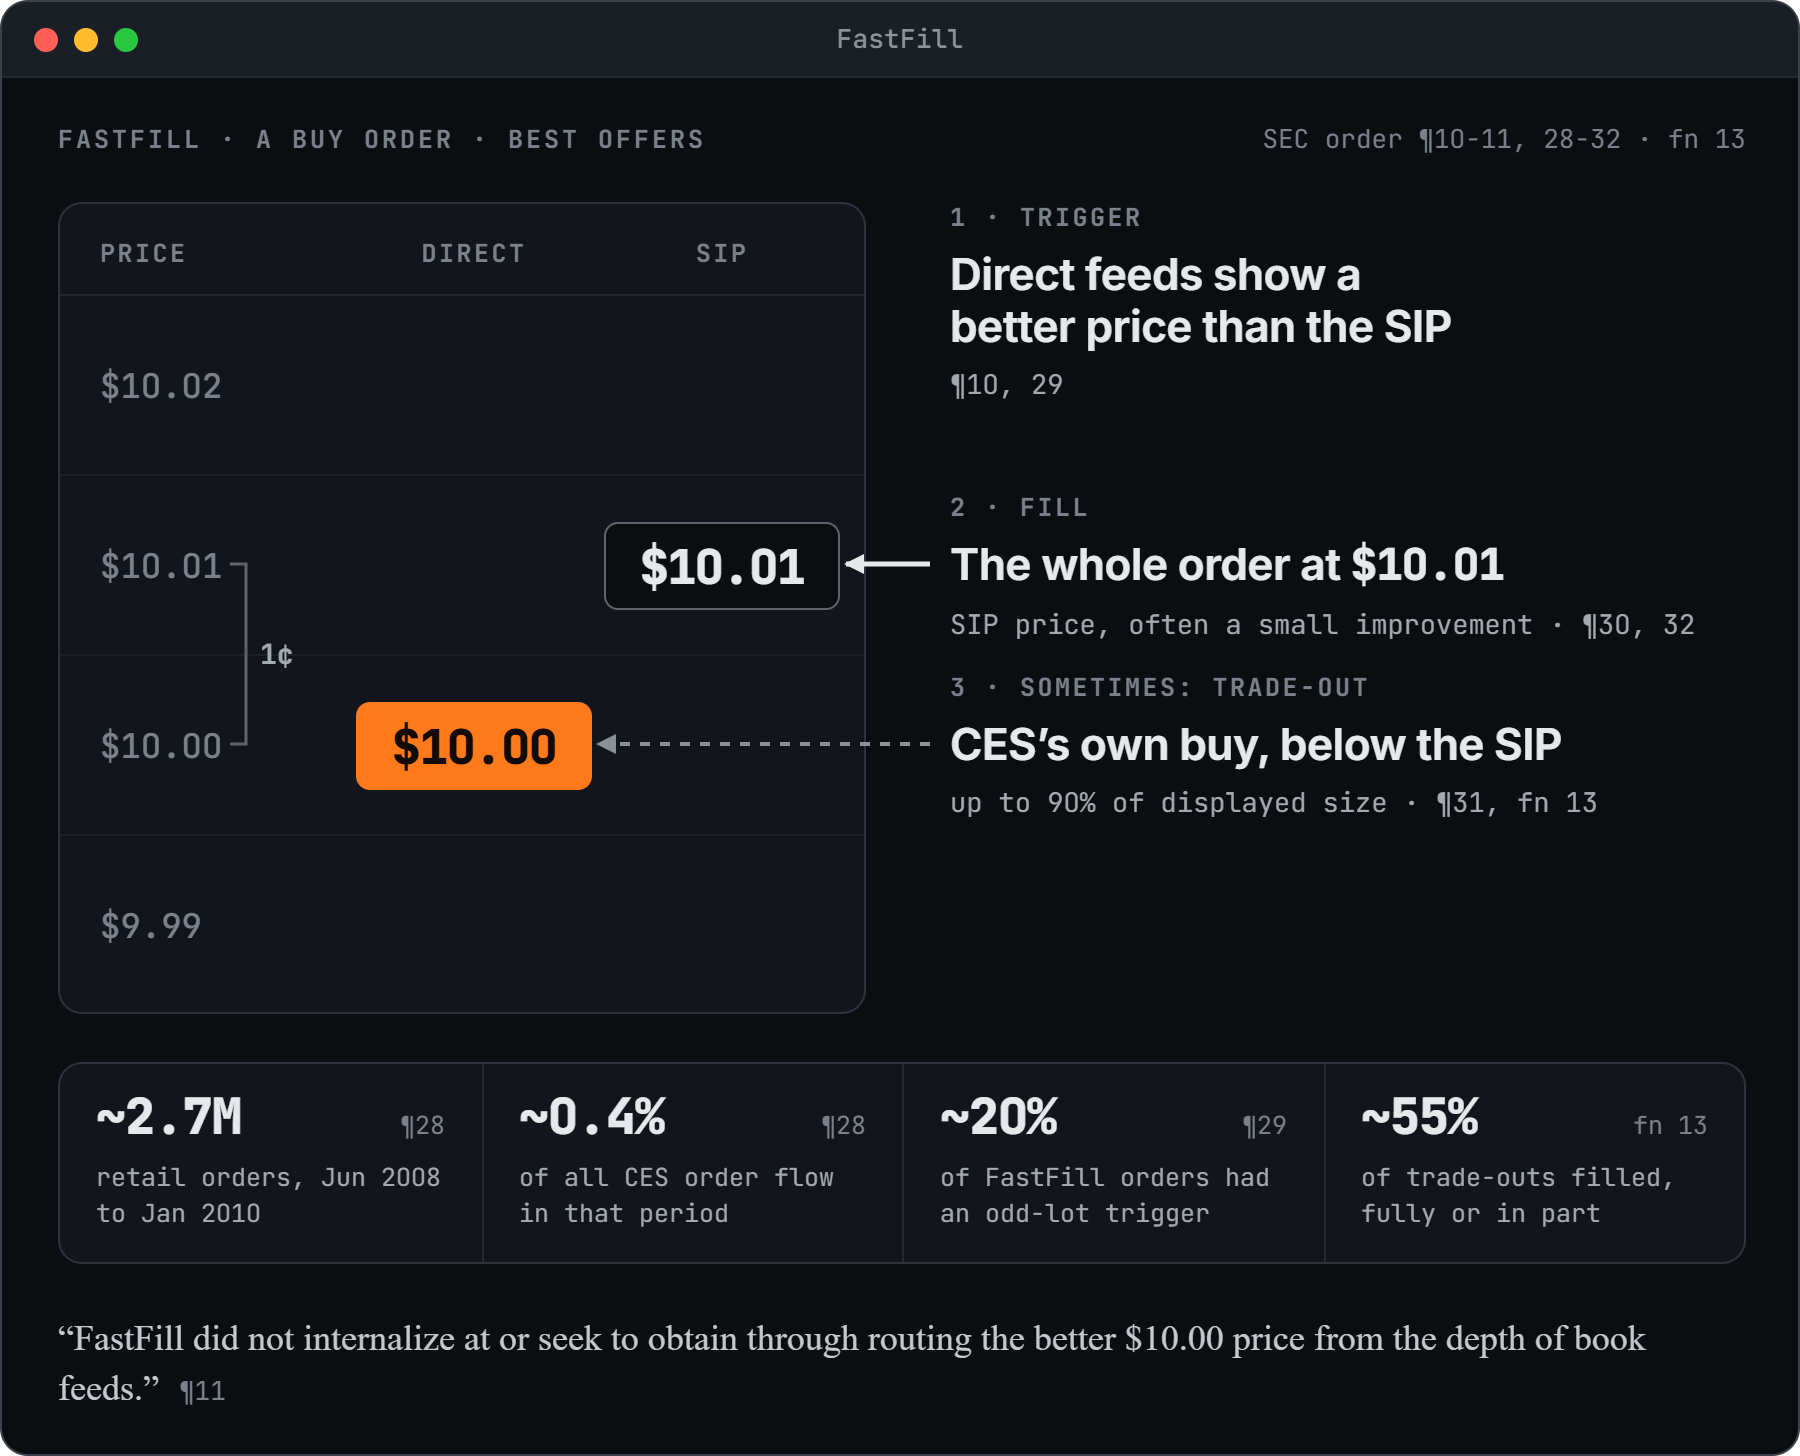 FastFill
FASTFILL · A BUY ORDER · BEST OFFERS
SEC order ¶10-11, 28-32 · fn 13
PRICE DIRECT SIP
$10.02
$10.01
$10.01
1¢
$10.00
$10.00
$9.99
1 · TRIGGER
Direct feeds show a
better price than the SIP
¶10, 29
2 · FILL
The whole order at $10.01
SIP price, often a small improvement · ¶30, 32
3 · SOMETIMES: TRADE-OUT
CES’s own buy, below the SIP
up to 90% of displayed size · ¶31, fn 13
~2.7M ¶28
retail orders, Jun 2008
to Jan 2010
~0.4% ¶28
of all CES order flow
in that period
~20% ¶29
of FastFill orders had
an odd-lot trigger
~55% fn 13
of trade-outs filled,
fully or in part
“FastFill did not internalize at or seek to obtain through routing the better $10.00 price from the depth of book
feeds.” ¶11